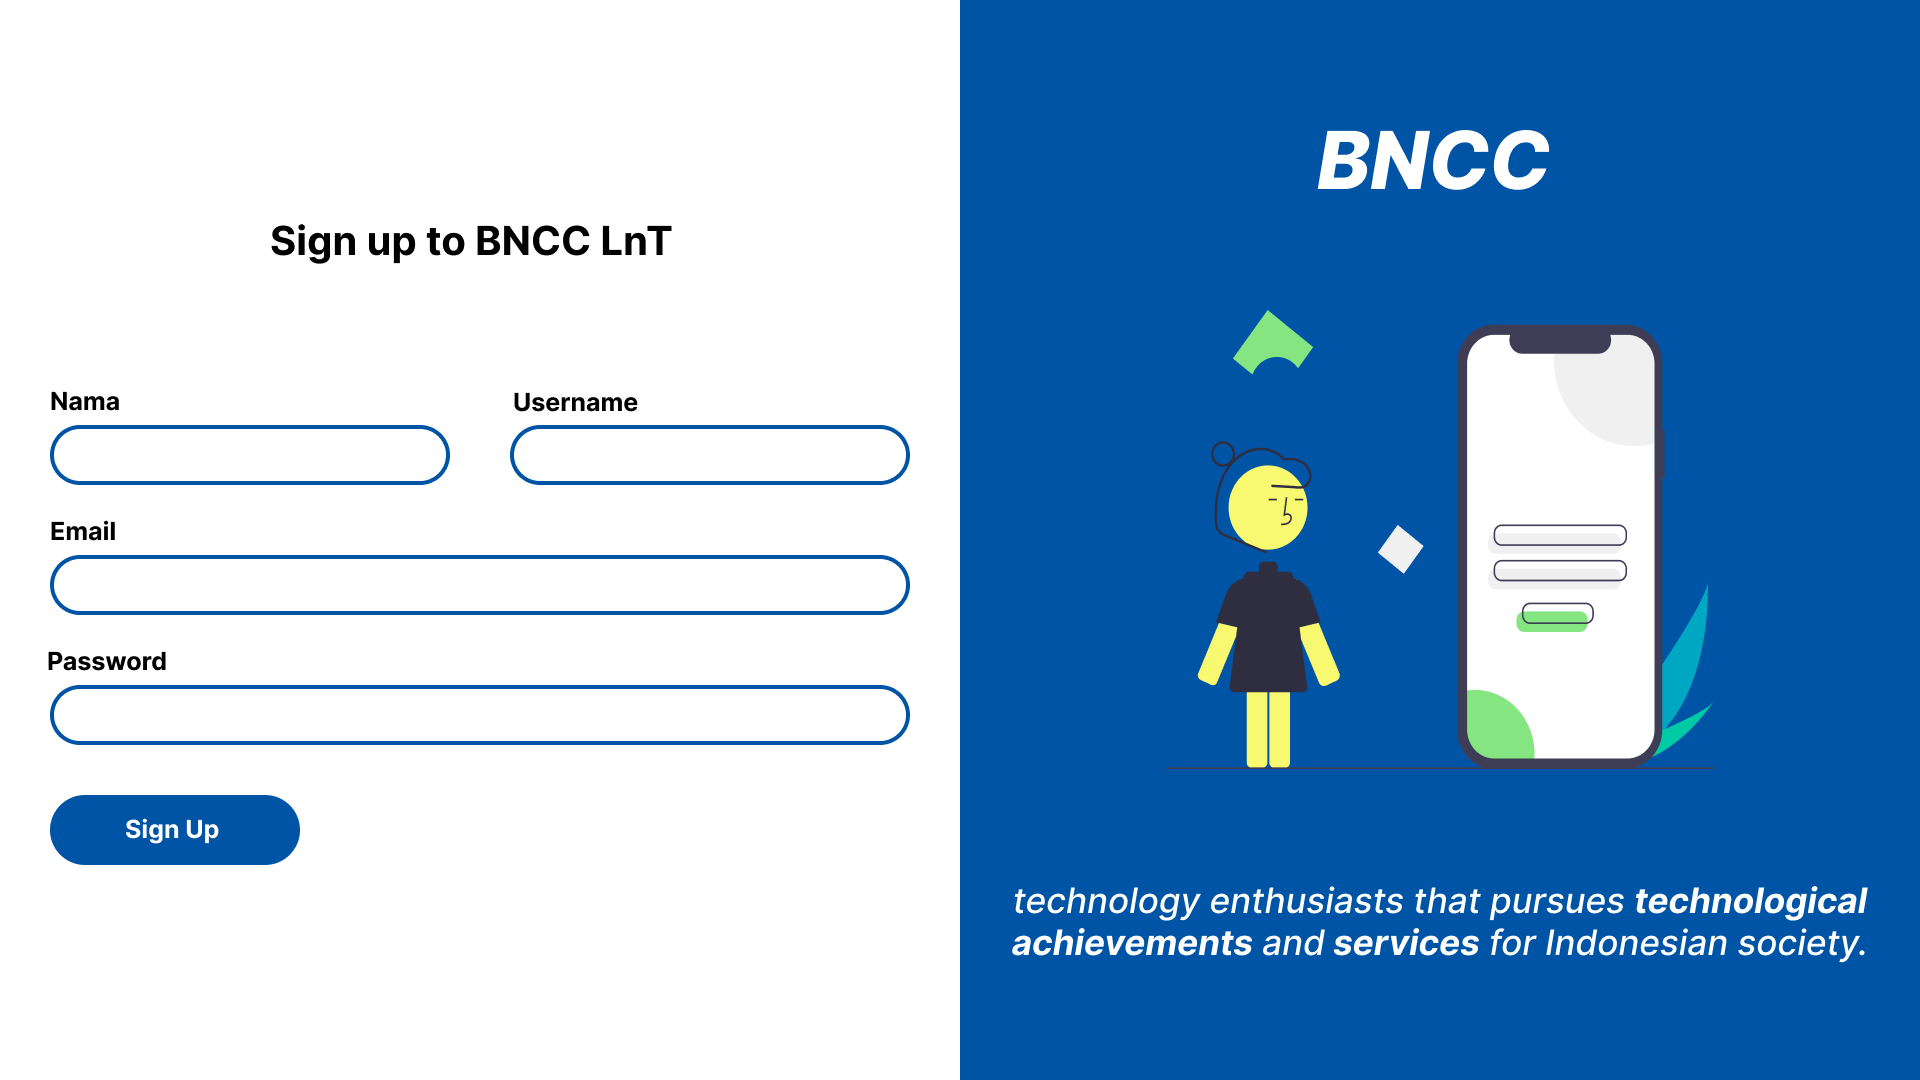 Sign up to BNCC LnT
Nama
Username
Email
Password
Sign Up
BNCC
technology enthusiasts that pursues technological
achievements and services for Indonesian society.